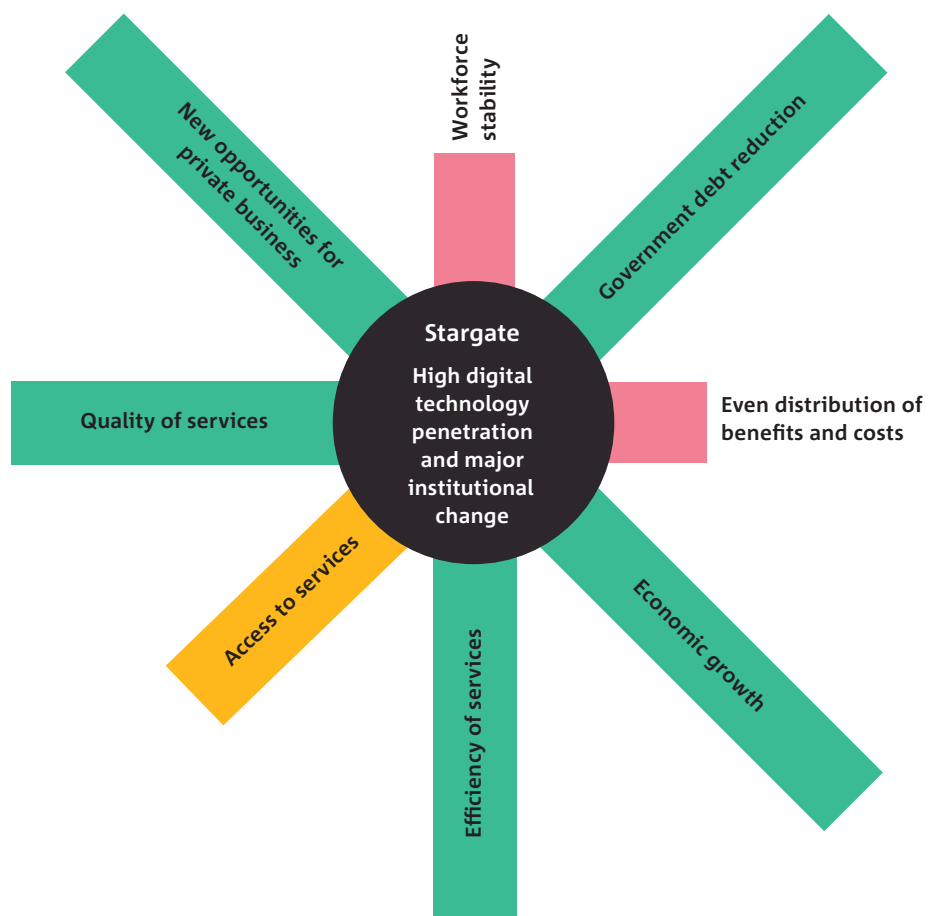 Workforce
stability
Government debt reduction
Even distribution of
benefits and costs
Economic growth
Efficiency of services
Access to services
Quality of services
New opportunities for
private business
Stargate
High digital
technology
penetration
and major
institutional
change